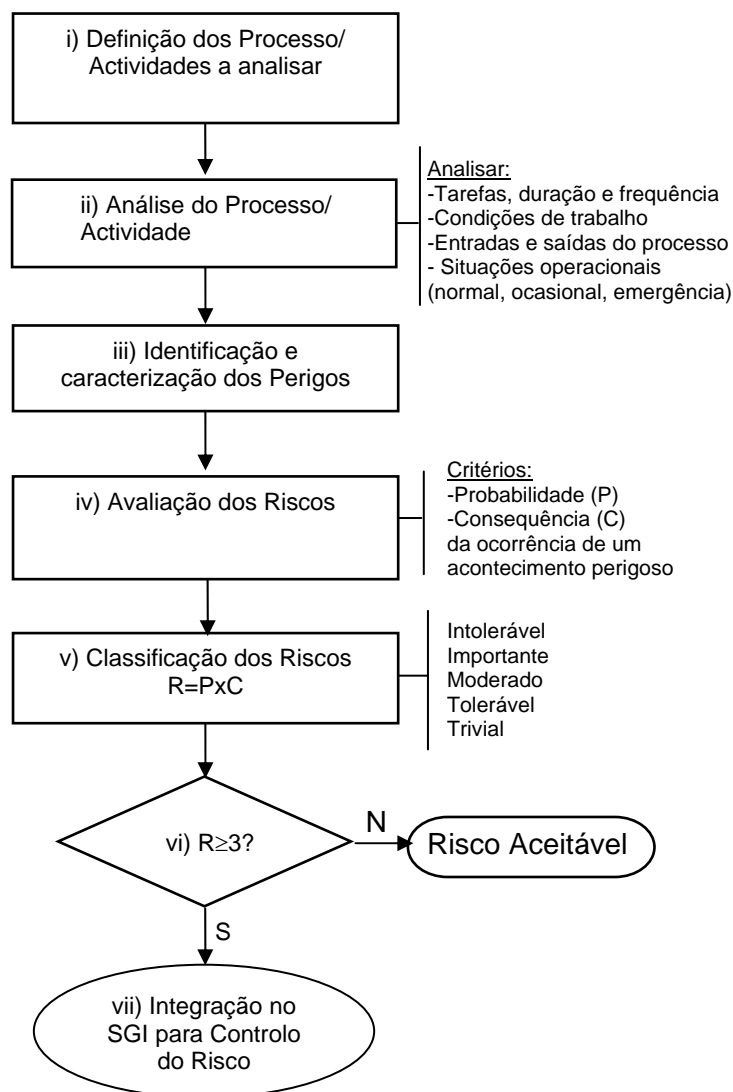 i) Definição dos Processo/
Actividades a analisar
ii) Análise do Processo/
Actividade
Analisar:
-Tarefas, duração e frequência
-Condições de trabalho
-Entradas e saídas do processo
- Situações operacionais
(normal, ocasional, emergência)
iii) Identificação e
caracterização dos Perigos
iv) Avaliação dos Riscos
Critérios:
-Probabilidade (P)
-Consequência (C)
da ocorrência de um
acontecimento perigoso
v) Classificação dos Riscos
R=PxC
Intolerável
Importante
Moderado
Tolerável
Trivial
vi) R≥3?
N
Risco Aceitável
S
vii) Integração no
SGI para Controlo
do Risco